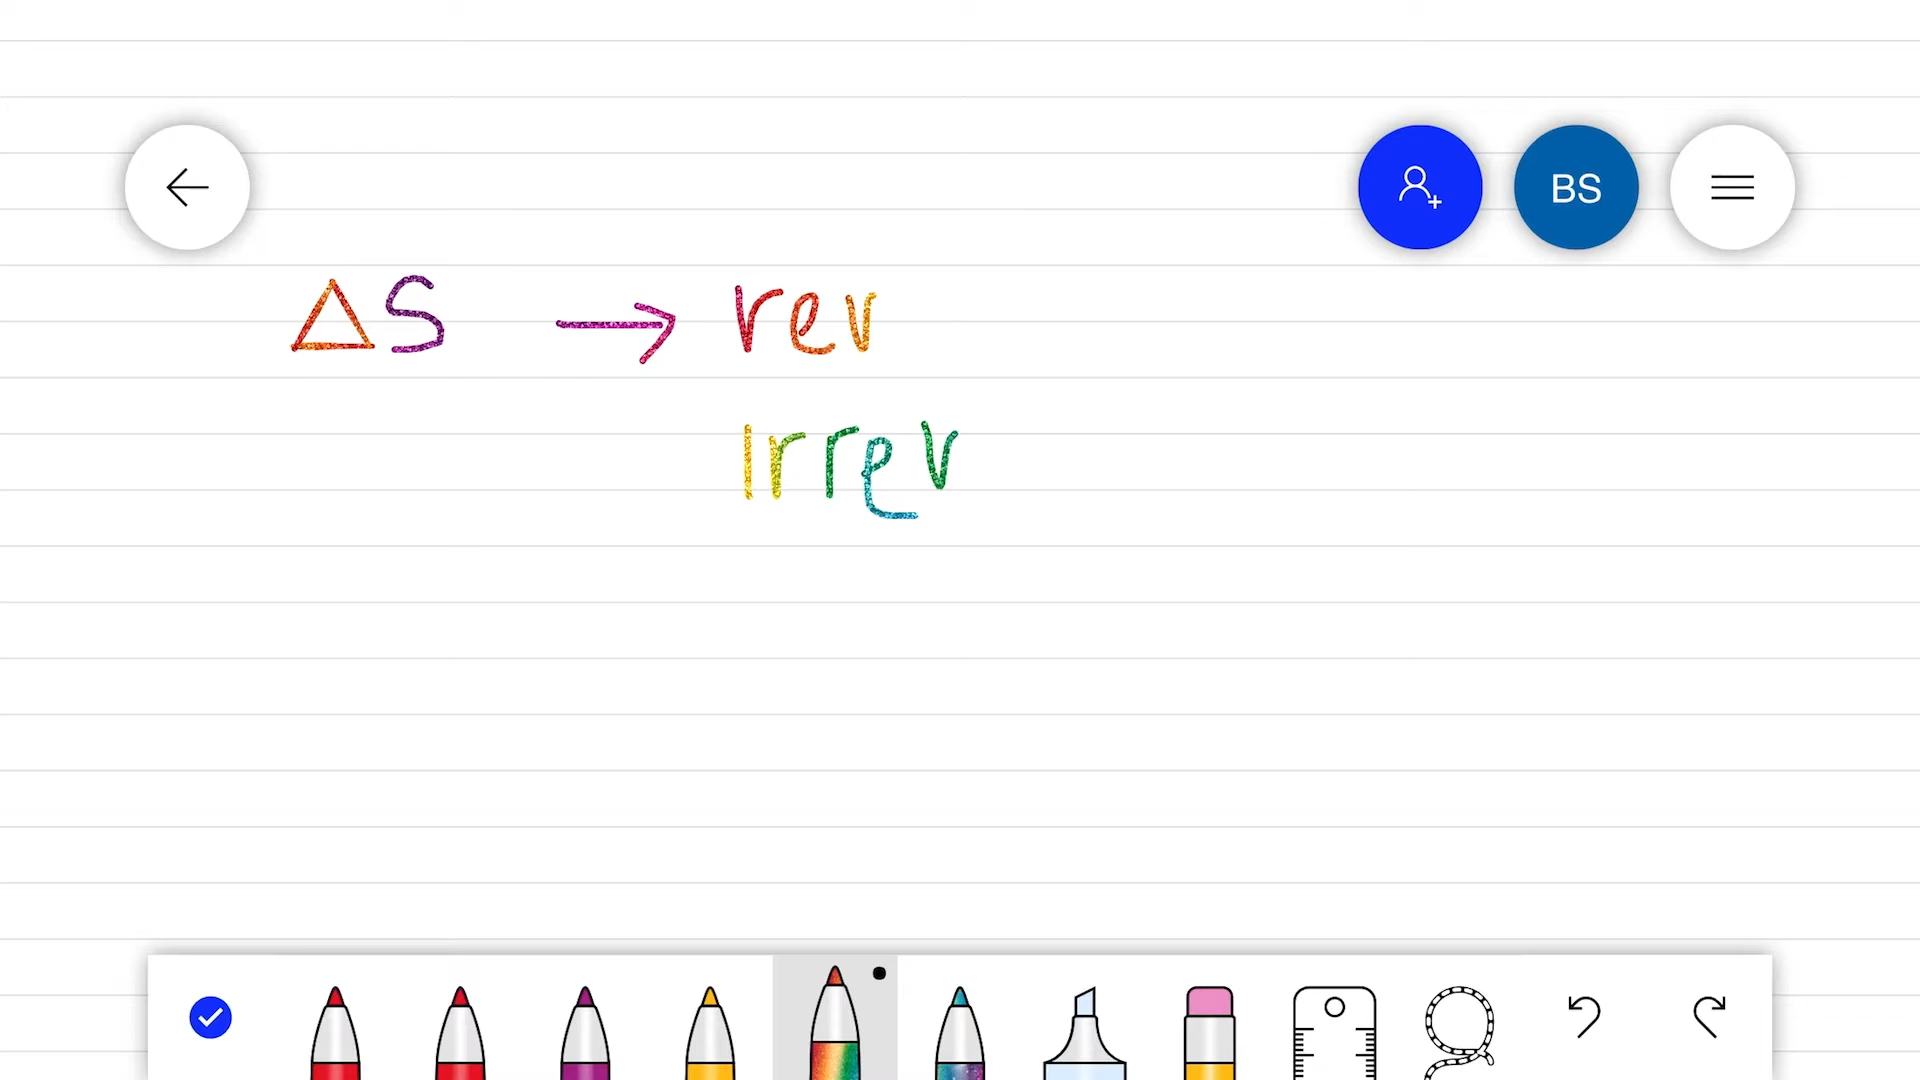 BS
ΔS → rev
Irrev